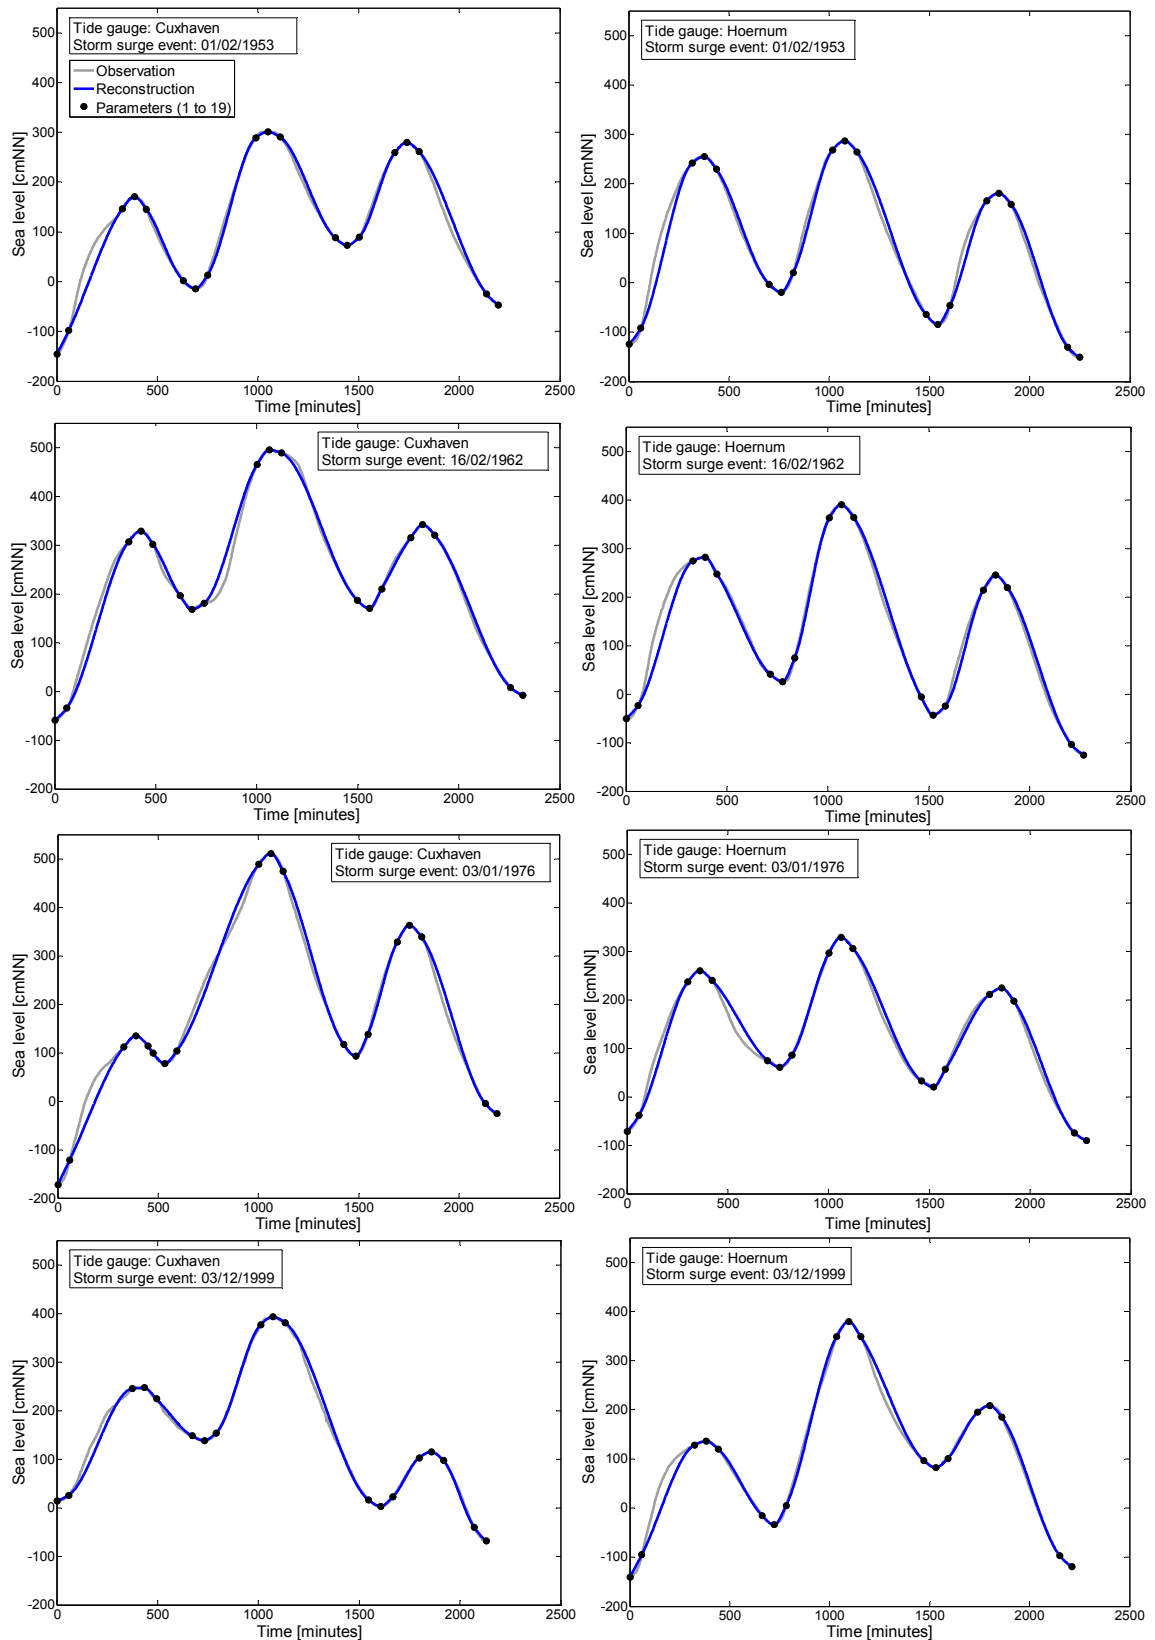 Tide gauge: Cuxhaven
Storm surge event: 01/02/1953
Observation
Reconstruction
Parameters (1 to 19)
Sea level [cmNN]
500
400
300
200
100
0
-100
-200
0 500 1000 1500 2000 2500
Time [minutes]
Tide gauge: Hoernum
Storm surge event: 01/02/1953
Sea level [cmNN]
500
400
300
200
100
0
-100
-200
0 500 1000 1500 2000 2500
Time [minutes]
Tide gauge: Cuxhaven
Storm surge event: 16/02/1962
Sea level [cmNN]
500
400
300
200
100
0
-100
-200
0 500 1000 1500 2000 2500
Time [minutes]
Tide gauge: Hoernum
Storm surge event: 16/02/1962
Sea level [cmNN]
500
400
300
200
100
0
-100
-200
0 500 1000 1500 2000 2500
Time [minutes]
Tide gauge: Cuxhaven
Storm surge event: 03/01/1976
Sea level [cmNN]
500
400
300
200
100
0
-100
-200
0 500 1000 1500 2000 2500
Time [minutes]
Tide gauge: Hoernum
Storm surge event: 03/01/1976
Sea level [cmNN]
500
400
300
200
100
0
-100
-200
0 500 1000 1500 2000 2500
Time [minutes]
Tide gauge: Cuxhaven
Storm surge event: 03/12/1999
Sea level [cmNN]
500
400
300
200
100
0
-100
-200
0 500 1000 1500 2000 2500
Time [minutes]
Tide gauge: Hoernum
Storm surge event: 03/12/1999
Sea level [cmNN]
500
400
300
200
100
0
-100
-200
0 500 1000 1500 2000 2500
Time [minutes]